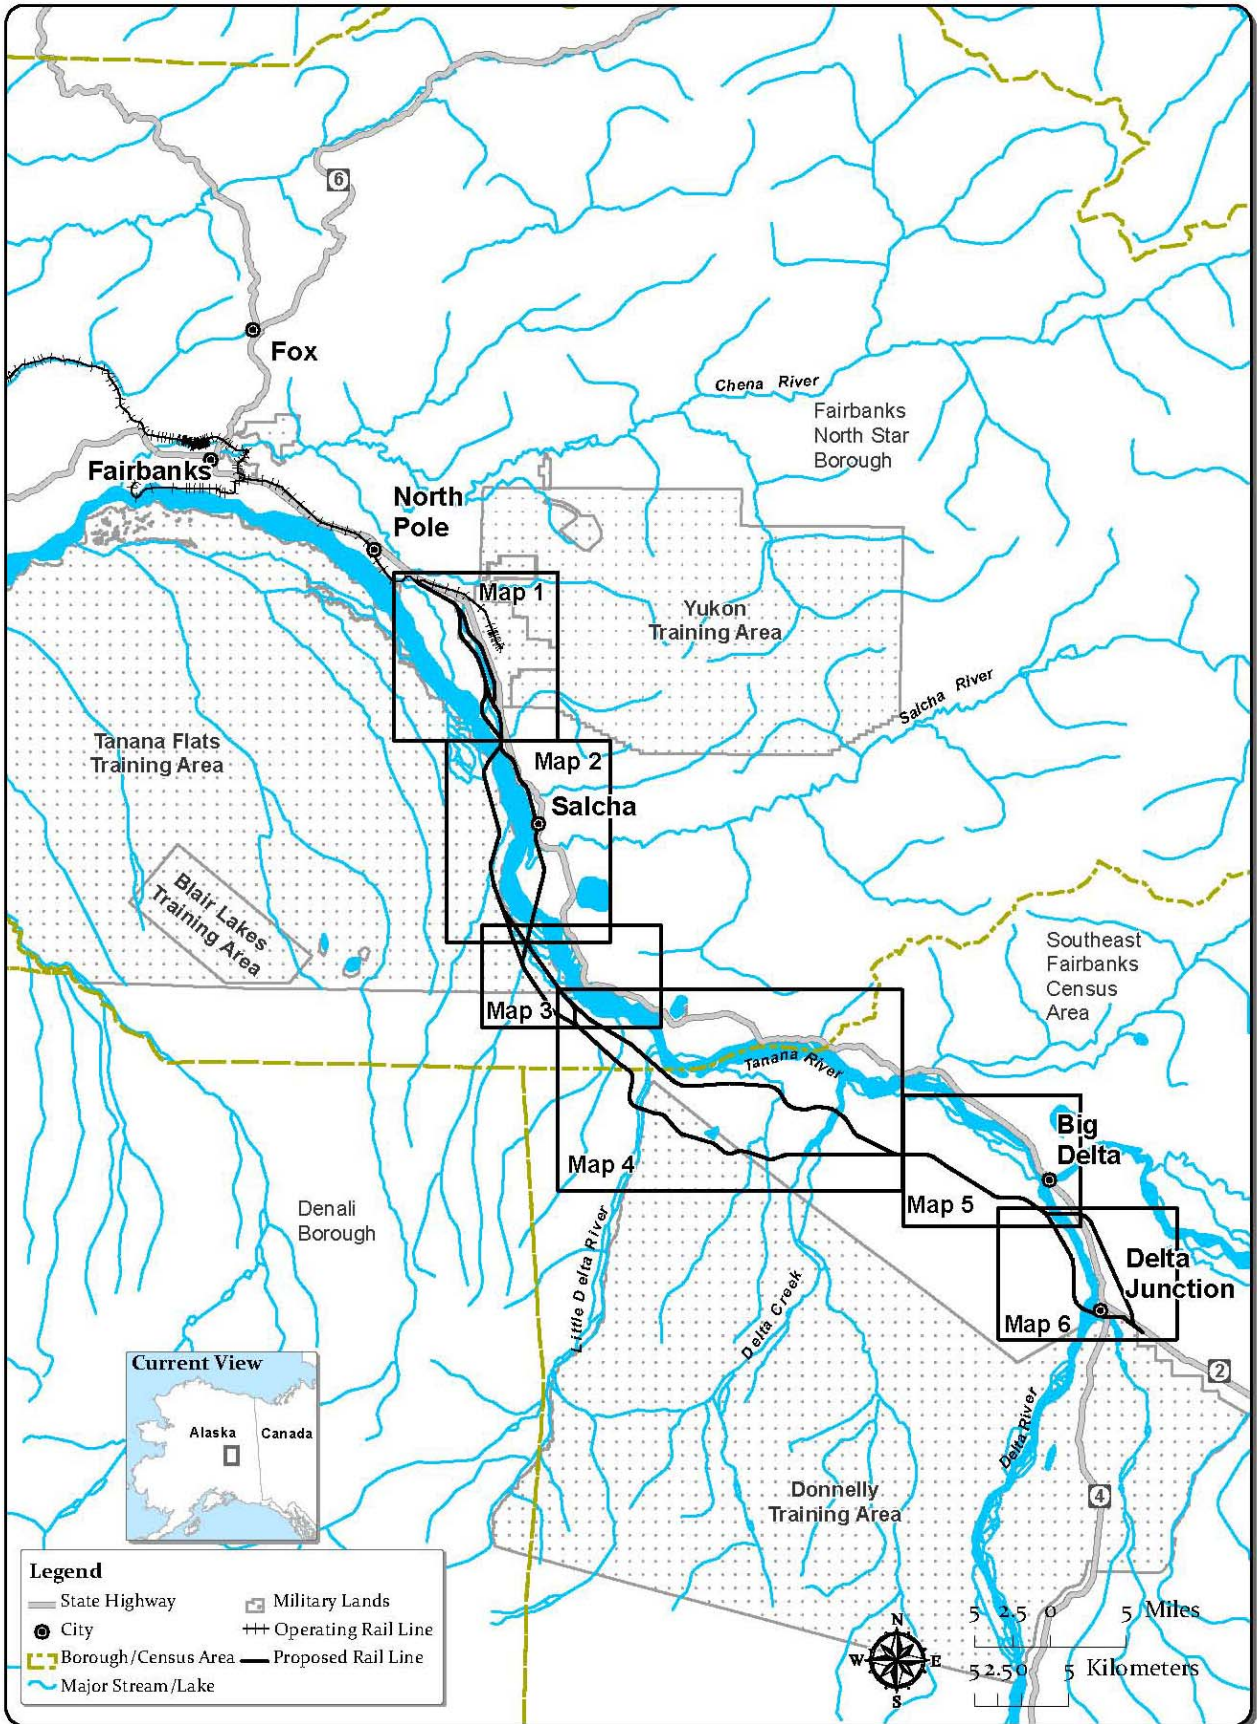 6
Fox
Chena River
Fairbanks
North Star
Borough
Fairbanks
North
Pole
Map 1
Yukon
Training Area
Salcha River
Tanana Flats
Training Area
Map 2
Salcha
Blair Lakes
Training Area
Southeast
Fairbanks
Census
Area
Map 3
Tanana River
Big
Delta
Map 4
Map 5
Denali
Borough
Little Delta River
Delta Creek
Delta
Junction
Map 6
2
Current View
Alaska
Canada
Delta River
Donnelly
Training Area
4
Legend
State Highway
Military Lands
City
Operating Rail Line
Borough/Census Area
Proposed Rail Line
Major Stream/Lake
N
W E
S
5 2.5 0 5 Miles
5 2.5 0 5 Kilometers